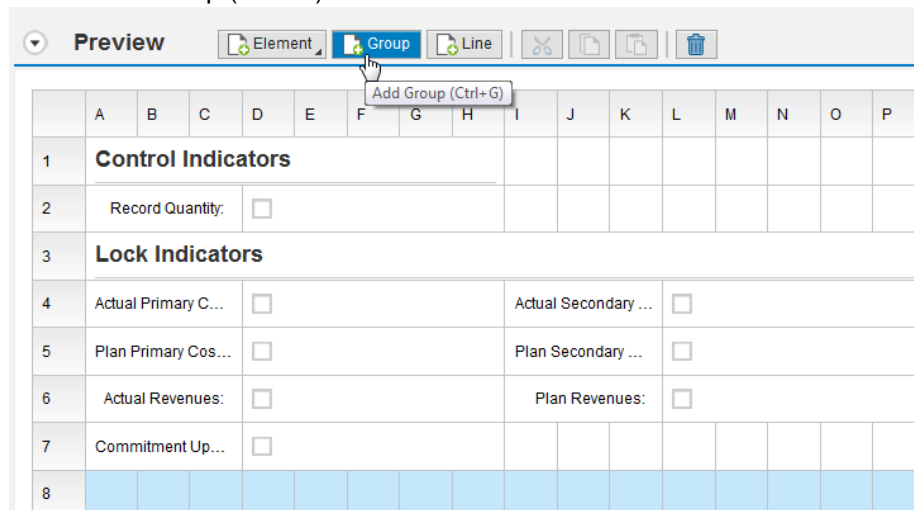 Preview Element Group Line
Add Group (Ctrl+G)
A B C D E F G H I J K L M N O P
1 Control Indicators
2 Record Quantity:
3 Lock Indicators
4 Actual Primary C... Actual Secondary ...
5 Plan Primary Cos... Plan Secondary ...
6 Actual Revenues: Plan Revenues:
7 Commitment Up...
8